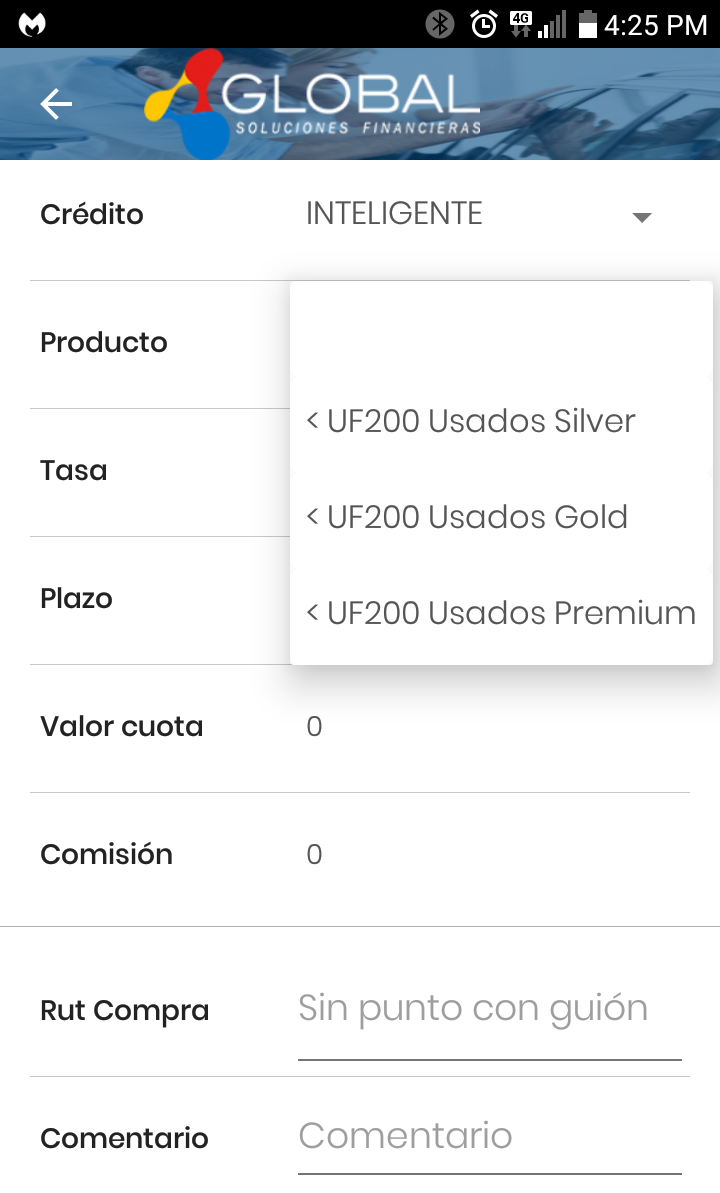 4G 4:25 PM
GLOBAL
SOLUCIONES FINANCIERAS
Crédito INTELIGENTE
Producto
< UF200 Usados Silver
Tasa
< UF200 Usados Gold
Plazo
< UF200 Usados Premium
Valor cuota 0
Comisión 0
Rut Compra Sin punto con guión
Comentario Comentario